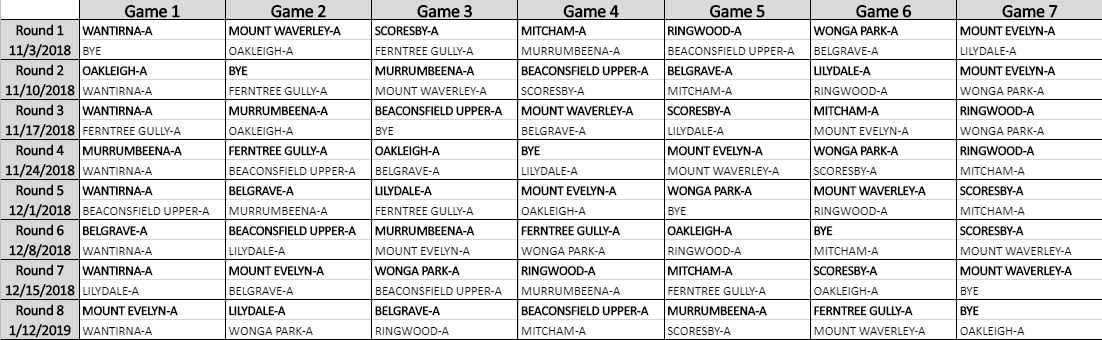 Game 1 Game 2 Game 3 Game 4 Game 5 Game 6 Game 7
Round 1 WANTIRNA-A MOUNT WAVERLEY-A SCORESBY-A MITCHAM-A RINGWOOD-A WONGA PARK-A MOUNT EVELYN-A
11/3/2018 BYE OAKLEIGH-A FERNTREE GULLY-A MURRUMBEENA-A BEACONSFIELD UPPER-A BELGRAVE-A LILYDALE-A
Round 2 OAKLEIGH-A BYE MURRUMBEENA-A BEACONSFIELD UPPER-A BELGRAVE-A LILYDALE-A MOUNT EVELYN-A
11/10/2018 WANTIRNA-A FERNTREE GULLY-A MOUNT WAVERLEY-A SCORESBY-A MITCHAM-A RINGWOOD-A WONGA PARK-A
Round 3 WANTIRNA-A MURRUMBEENA-A BEACONSFIELD UPPER-A MOUNT WAVERLEY-A SCORESBY-A MITCHAM-A RINGWOOD-A
11/17/2018 FERNTREE GULLY-A OAKLEIGH-A BYE BELGRAVE-A LILYDALE-A MOUNT EVELYN-A WONGA PARK-A
Round 4 MURRUMBEENA-A FERNTREE GULLY-A OAKLEIGH-A BYE MOUNT EVELYN-A WONGA PARK-A RINGWOOD-A
11/24/2018 WANTIRNA-A BEACONSFIELD UPPER-A BELGRAVE-A LILYDALE-A MOUNT WAVERLEY-A SCORESBY-A MITCHAM-A
Round 5 WANTIRNA-A BELGRAVE-A LILYDALE-A MOUNT EVELYN-A WONGA PARK-A MOUNT WAVERLEY-A SCORESBY-A
12/1/2018 BEACONSFIELD UPPER-A MURRUMBEENA-A FERNTREE GULLY-A OAKLEIGH-A BYE RINGWOOD-A MITCHAM-A
Round 6 BELGRAVE-A BEACONSFIELD UPPER-A MURRUMBEENA-A FERNTREE GULLY-A OAKLEIGH-A BYE SCORESBY-A
12/8/2018 WANTIRNA-A LILYDALE-A MOUNT EVELYN-A WONGA PARK-A RINGWOOD-A MITCHAM-A MOUNT WAVERLEY-A
Round 7 WANTIRNA-A MOUNT EVELYN-A WONGA PARK-A RINGWOOD-A MITCHAM-A SCORESBY-A MOUNT WAVERLEY-A
12/15/2018 LILYDALE-A BELGRAVE-A BEACONSFIELD UPPER-A MURRUMBEENA-A FERNTREE GULLY-A OAKLEIGH-A BYE
Round 8 MOUNT EVELYN-A LILYDALE-A BELGRAVE-A BEACONSFIELD UPPER-A MURRUMBEENA-A FERNTREE GULLY-A BYE
1/12/2019 WANTIRNA-A WONGA PARK-A RINGWOOD-A MITCHAM-A SCORESBY-A MOUNT WAVERLEY-A OAKLEIGH-A